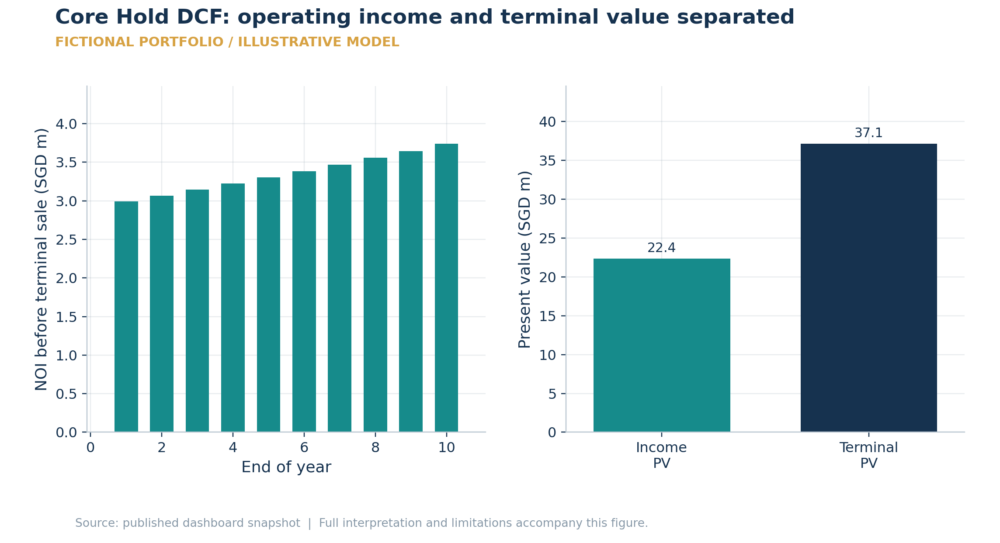 Core Hold DCF: operating income and terminal value separated
FICTIONAL PORTFOLIO / ILLUSTRATIVE MODEL
NOI before terminal sale (SGD m)
4.0
3.5
3.0
2.5
2.0
1.5
1.0
0.5
0.0
0 2 4 6 8 10
End of year
Present value (SGD m)
40
35
30
25
20
15
10
5
0
22.4
37.1
Income
PV
Terminal
PV
Source: published dashboard snapshot | Full interpretation and limitations accompany this figure.